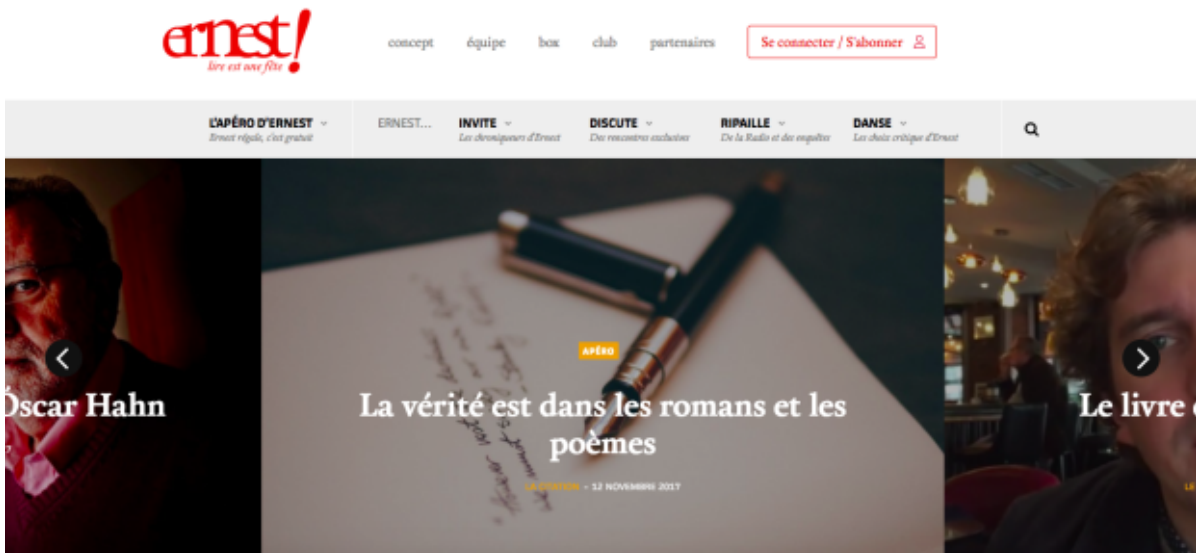 ernest!
lire est une fête
concept équipe box club partenaires Se connecter / S'abonner
L'APÉRO D'ERNEST ERNEST... INVITE DISCUTE RIPAILLE DANSE
Ernest régale, c'est gratuit Les chroniqueurs d'Ernest Des rencontres exclusives De la Radio et des enquêtes Les choix critique d'Ernest
APÉRO
Óscar Hahn La vérité est dans les romans et les Le livre
poèmes
LA CITATION - 12 NOVEMBRE 2017